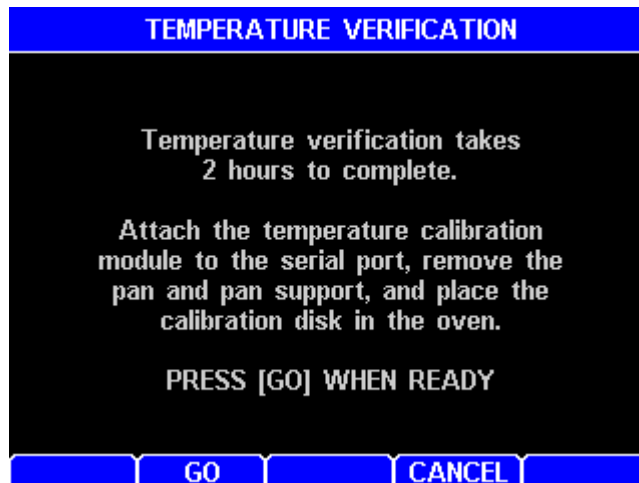 TEMPERATURE VERIFICATION
Temperature verification takes
2 hours to complete.
Attach the temperature calibration
module to the serial port, remove the
pan and pan support, and place the
calibration disk in the oven.
PRESS [GO] WHEN READY
GO
CANCEL